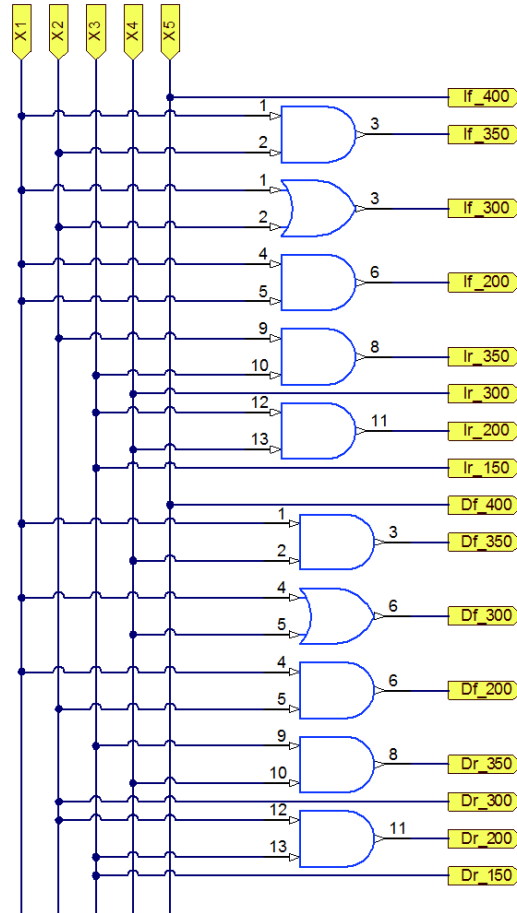 X1 X2 X3 X4 X5
If_400
1 3 If_350
2
1 3 If_300
2
4 6 If_200
5
9 8 Ir_350
10
Ir_300
12 11 Ir_200
13
Ir_150
Df_400
1 3 Df_350
2
4 6 Df_300
5
4 6 Df_200
5
9 8 Dr_350
10
Dr_300
12 11 Dr_200
13
Dr_150